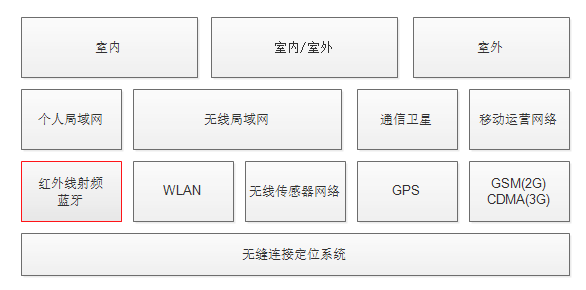 室内
室内/室外
室外
个人局域网
无线局域网
通信卫星
移动运营网络
红外线射频
蓝牙
WLAN
无线传感器网络
GPS
GSM(2G)
CDMA(3G)
无缝连接定位系统